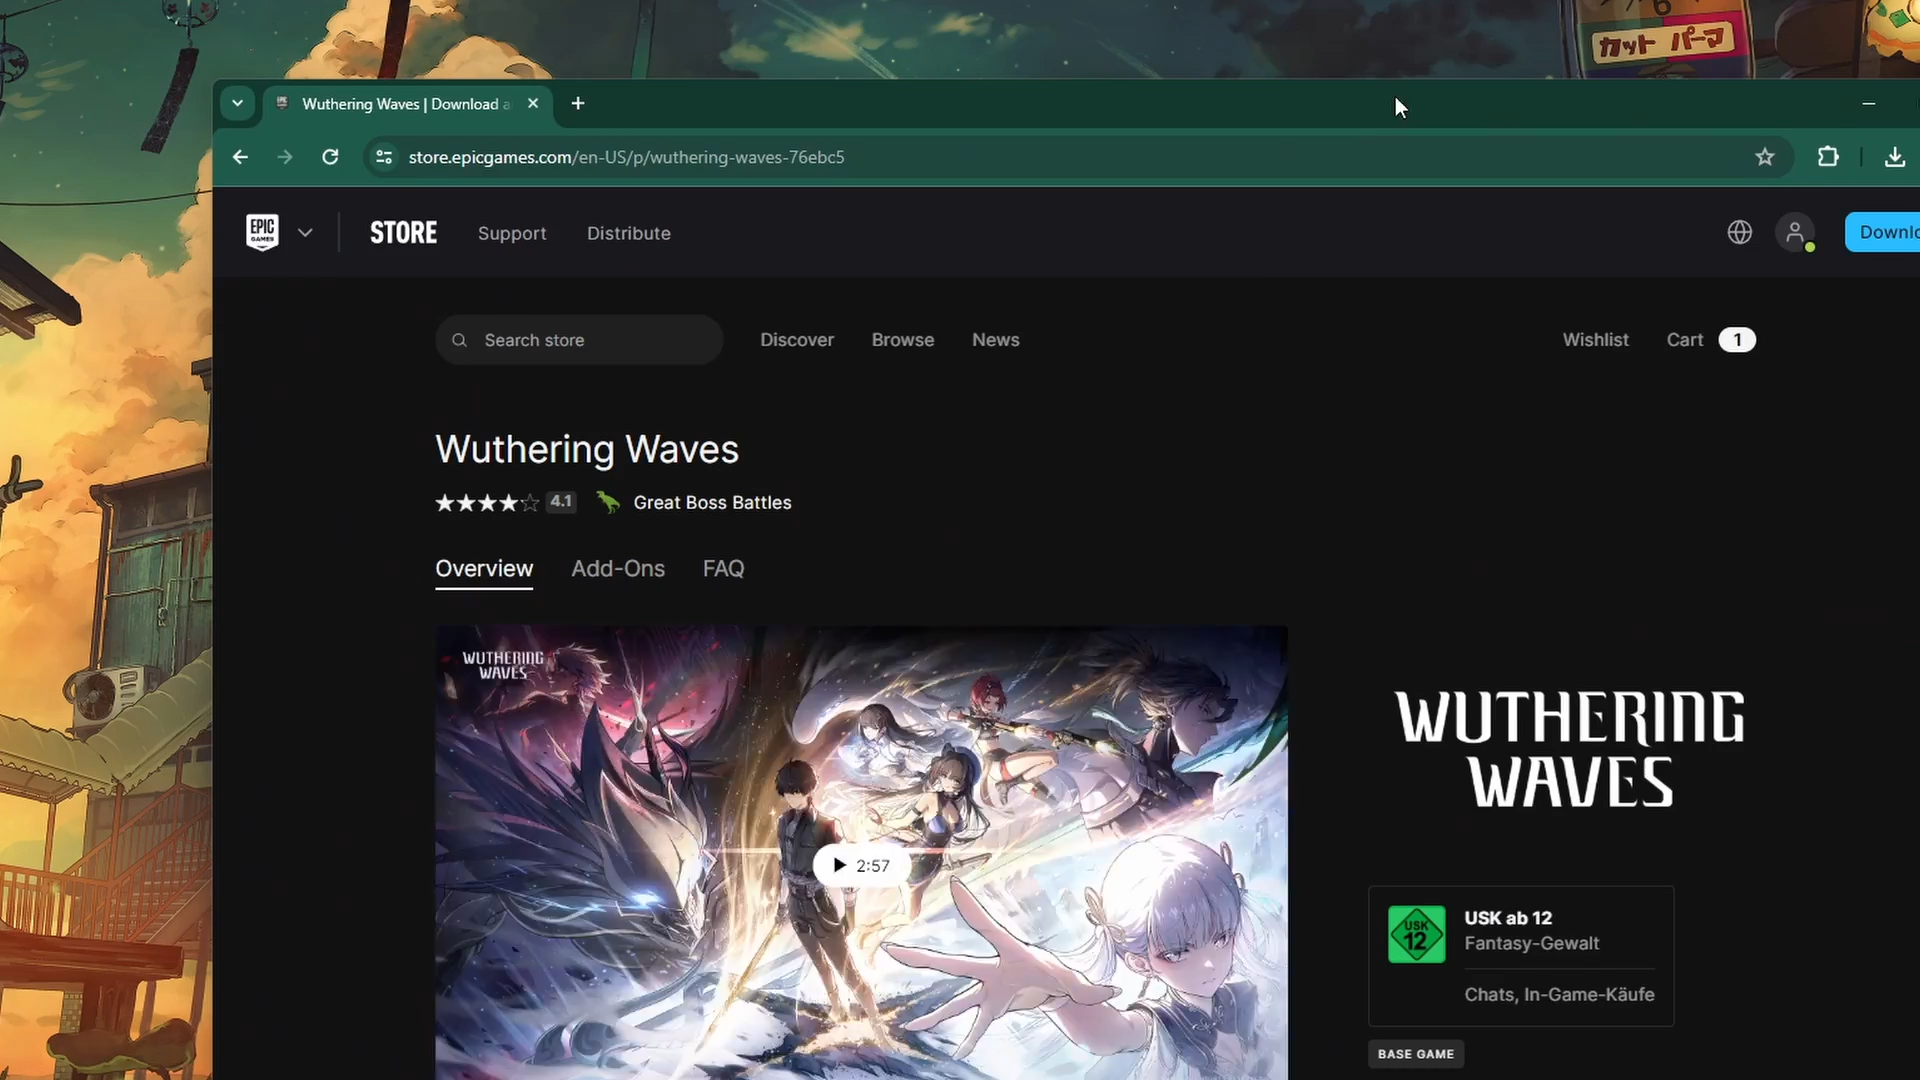 カット パーマ
Wuthering Waves | Download a
store.epicgames.com/en-US/p/wuthering-waves-76ebc5
EPIC GAMES
STORE
Support
Distribute
Downlo
Search store
Discover
Browse
News
Wishlist
Cart
1
Wuthering Waves
4.1
Great Boss Battles
Overview
Add-Ons
FAQ
WUTHERING
WAVES
2:57
WUTHERING
WAVES
USK
12
USK ab 12
Fantasy-Gewalt
Chats, In-Game-Käufe
BASE GAME